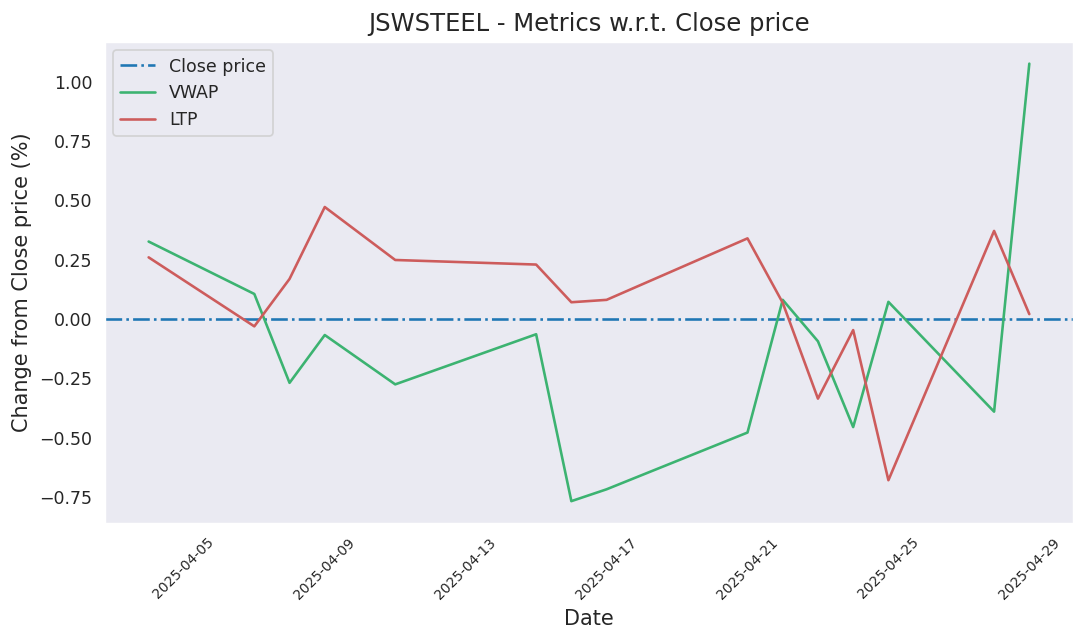 JSWSTEEL - Metrics w.r.t. Close price
Close price
VWAP
LTP
Change from Close price (%)
1.00
0.75
0.50
0.25
0.00
−0.25
−0.50
−0.75
2025-04-05
2025-04-09
2025-04-13
2025-04-17
2025-04-21
2025-04-25
2025-04-29
Date